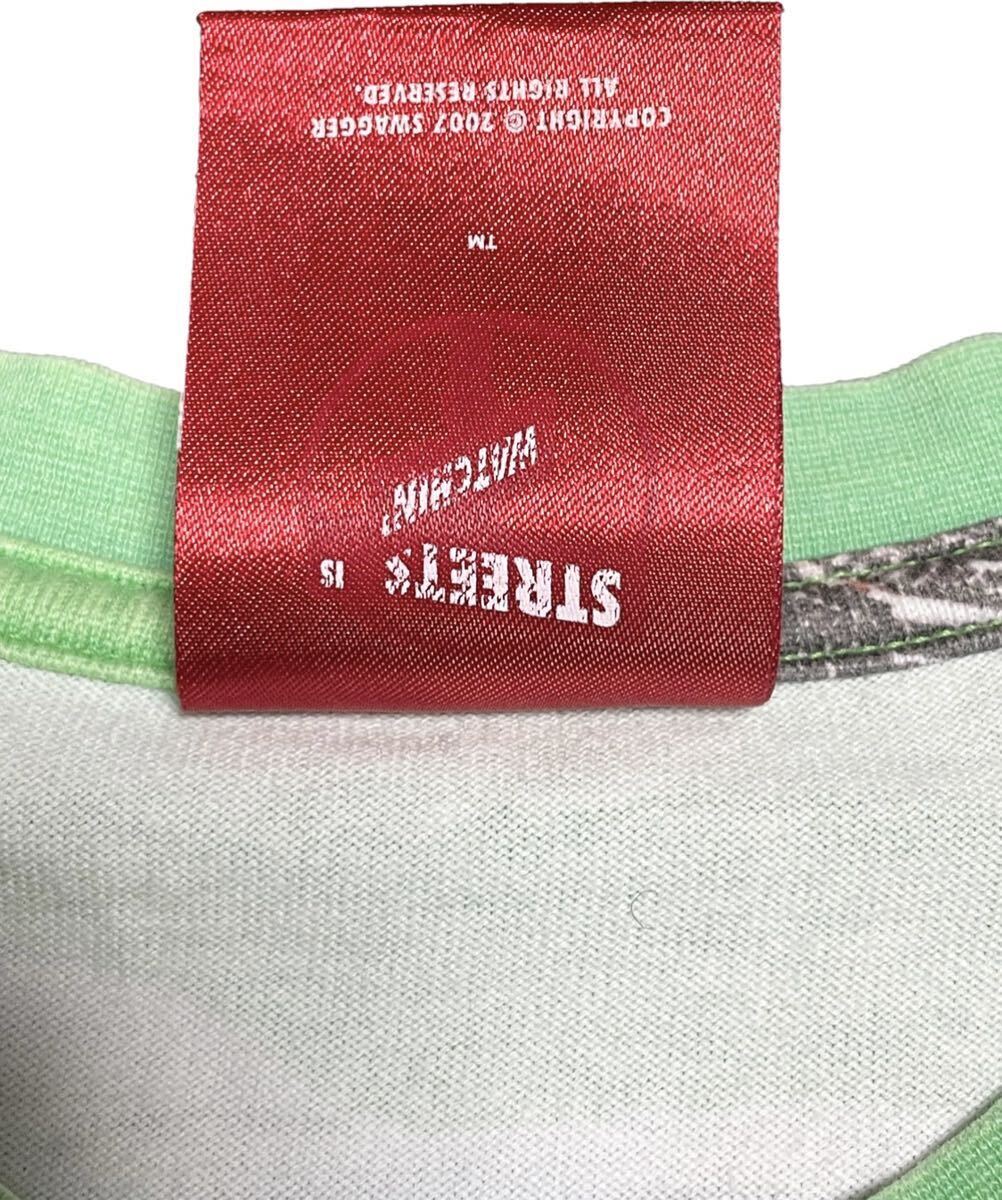 STREETS IS
WATCHIN'
™
COPYRIGHT © 2007 SWAGGER
ALL RIGHTS RESERVED.